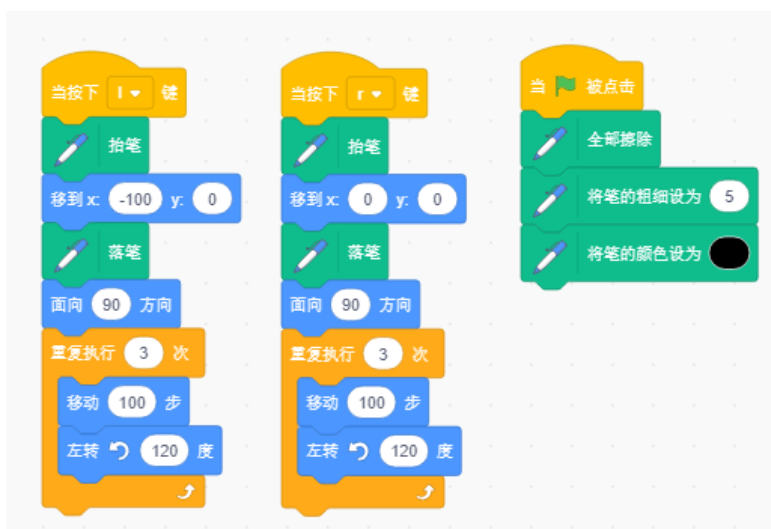 当按下 l 键
抬笔
移到 x: -100 y: 0
落笔
面向 90 方向
重复执行 3 次
移动 100 步
左转 120 度
当按下 r 键
抬笔
移到 x: 0 y: 0
落笔
面向 90 方向
重复执行 3 次
移动 100 步
左转 120 度
当 被点击
全部擦除
将笔的粗细设为 5
将笔的颜色设为